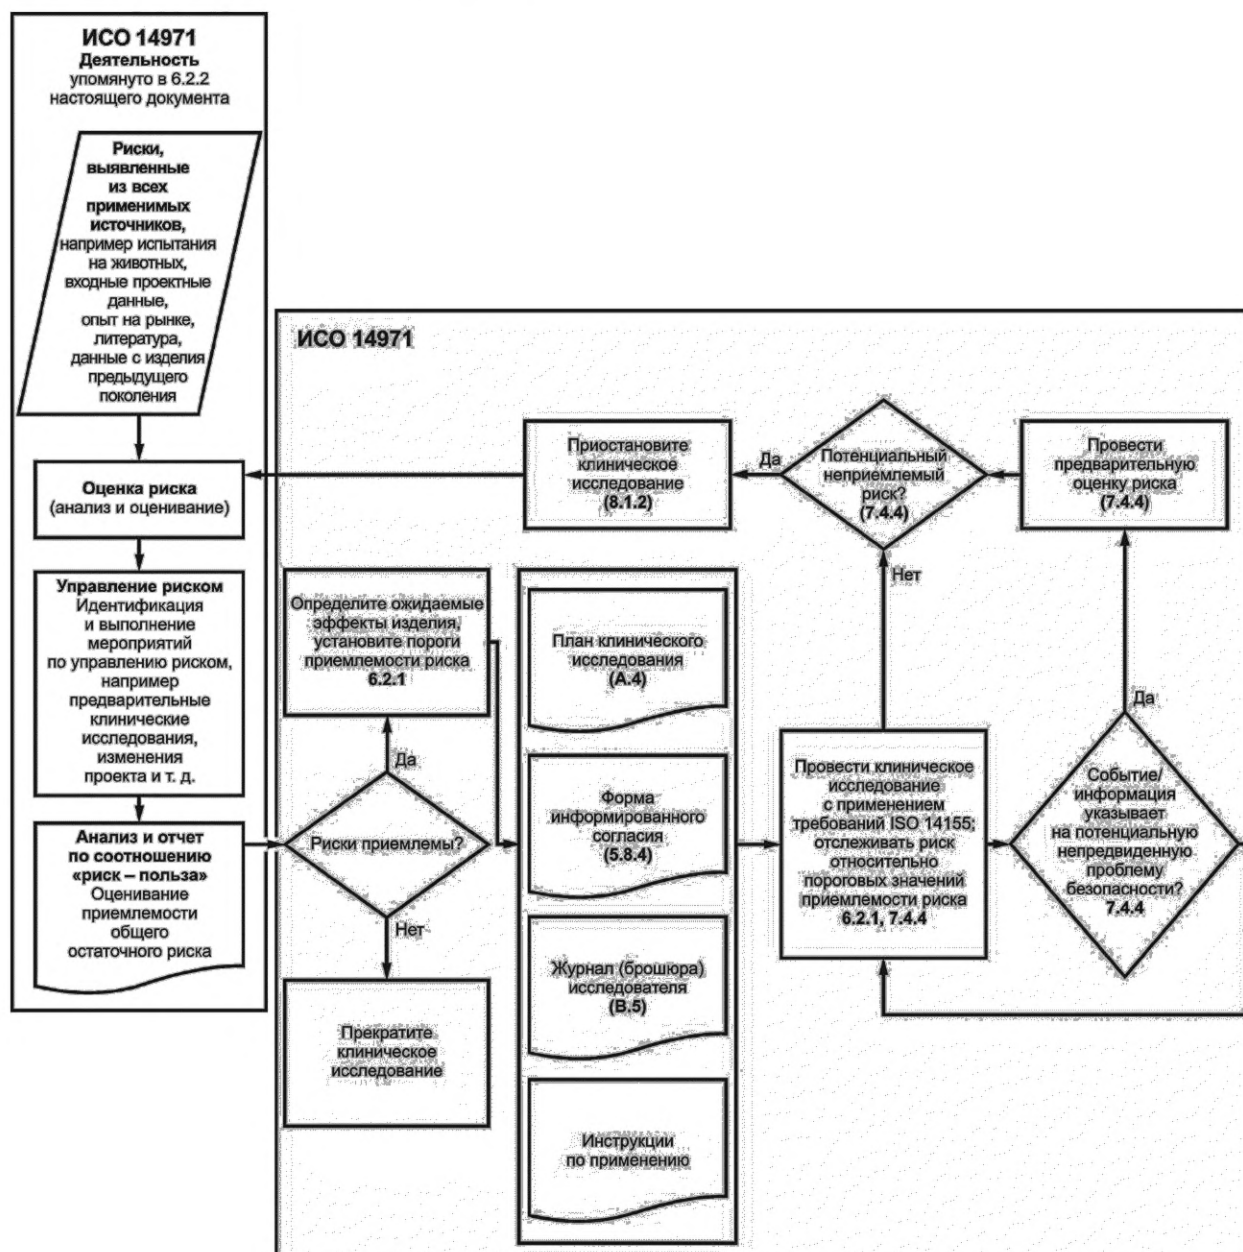 ИСО 14971
Деятельность
упомянуто в 6.2.2
настоящего документа
Риски,
выявленные
из всех
применимых
источников,
например испытания
на животных,
входные проектные
данные,
опыт на рынке,
литература,
данные с изделия
предыдущего
поколения
Оценка риска
(анализ и оценивание)
Управление риском
Идентификация
и выполнение
мероприятий
по управлению риском,
например
предварительные
клинические
исследования,
изменения
проекта и т. д.
Анализ и отчет
по соотношению
«риск – польза»
Оценивание
приемлемости
общего
остаточного риска
ИСО 14971
Приостановите
клиническое
исследование
(8.1.2)
Да
Потенциальный
неприемлемый
риск?
(7.4.4)
Провести
предварительную
оценку риска
(7.4.4)
Нет
Определите ожидаемые
эффекты изделия,
установите пороги
приемлемости риска
6.2.1
Да
Риски приемлемы?
Нет
Прекратите
клиническое
исследование
План клинического
исследования
(А.4)
Форма
информированного
согласия
(5.8.4)
Журнал (брошюра)
исследователя
(В.5)
Инструкции
по применению
Провести клиническое
исследование
с применением
требований ISO 14155;
отслеживать риск
относительно
пороговых значений
приемлемости риска
6.2.1, 7.4.4
Да
Событие/
информация
указывает
на потенциальную
непредвиденную
проблему
безопасности?
7.4.4